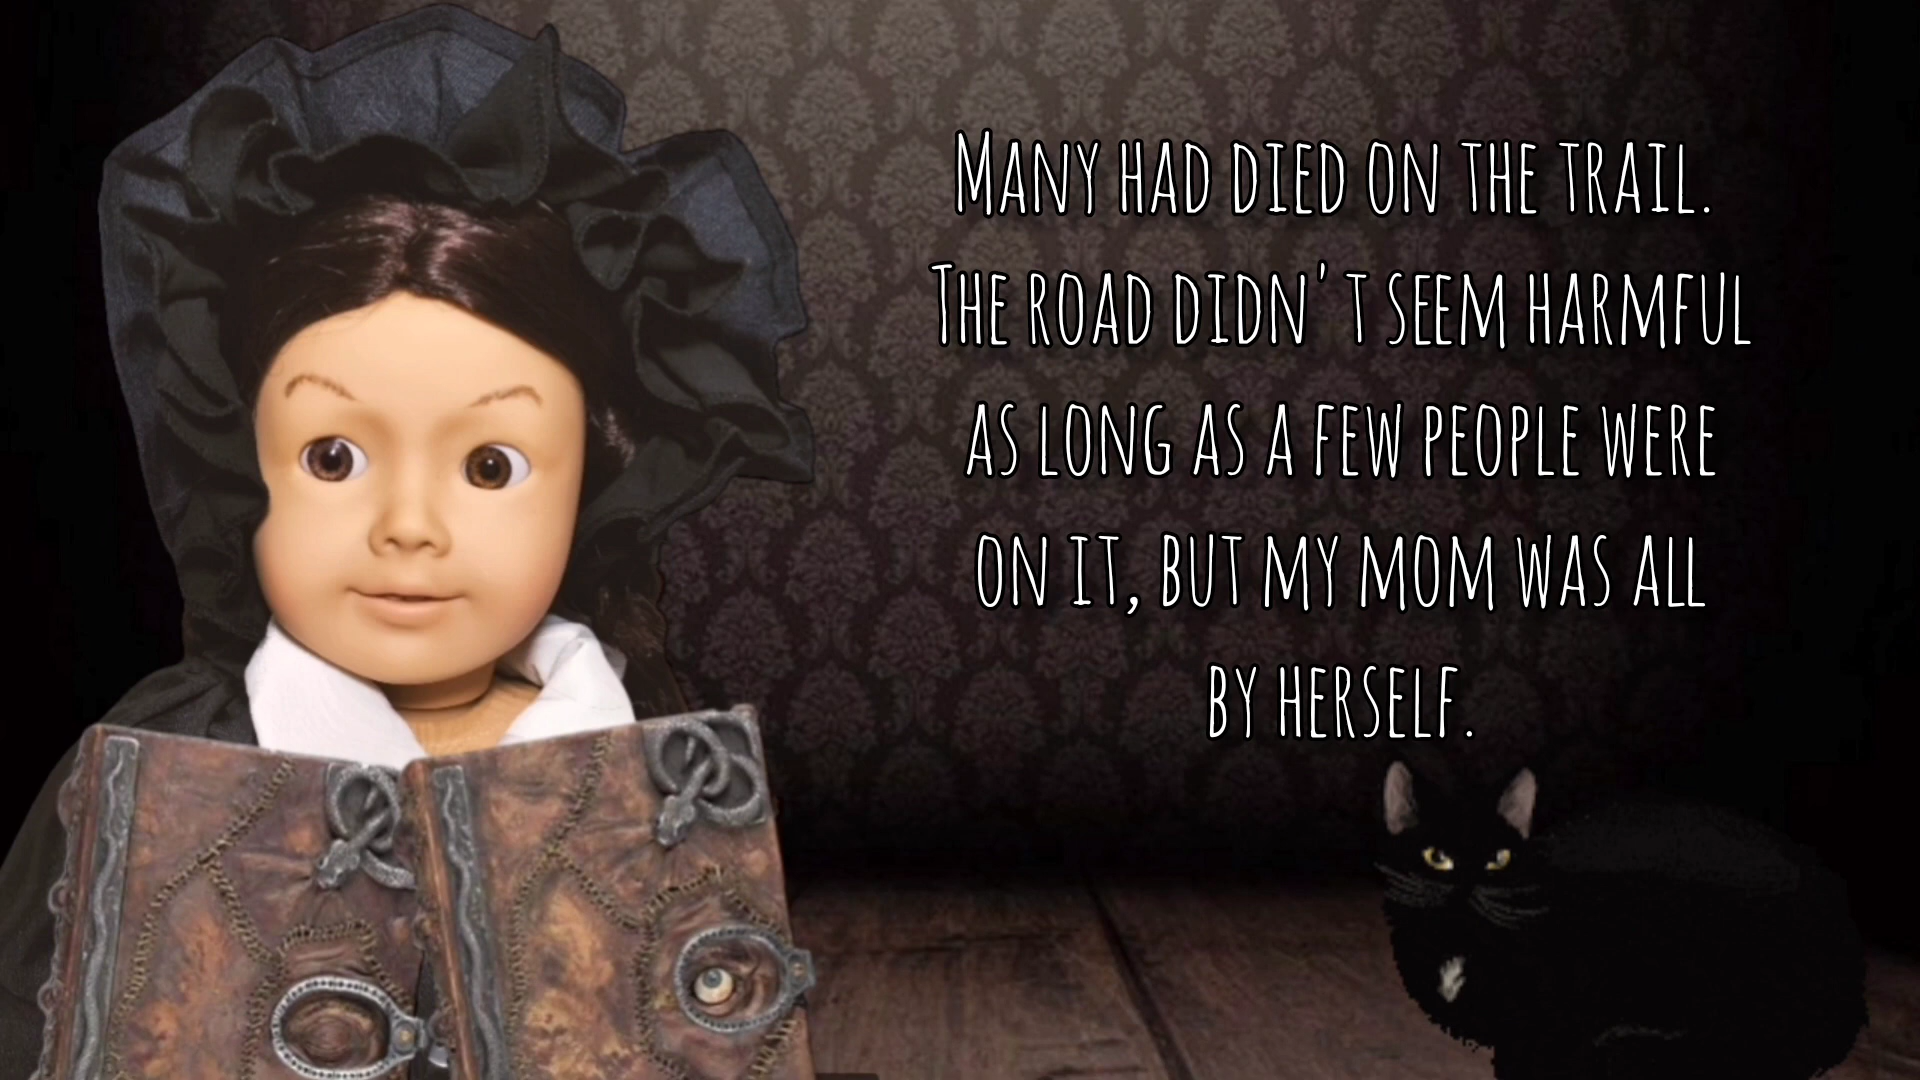 Many had died on the trail.
The road didn't seem harmful
as long as a few people were
on it, but my mom was all
by herself.